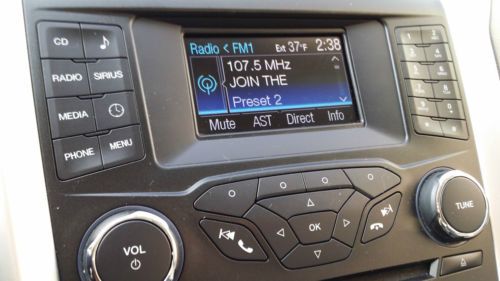 CD
RADIO
SIRIUS
MEDIA
PHONE
MENU
Radio < FM1 Ext 37°F 2:38
107.5 MHz
JOIN THE
Preset 2
Mute AST Direct Info
OK
VOL
TUNE